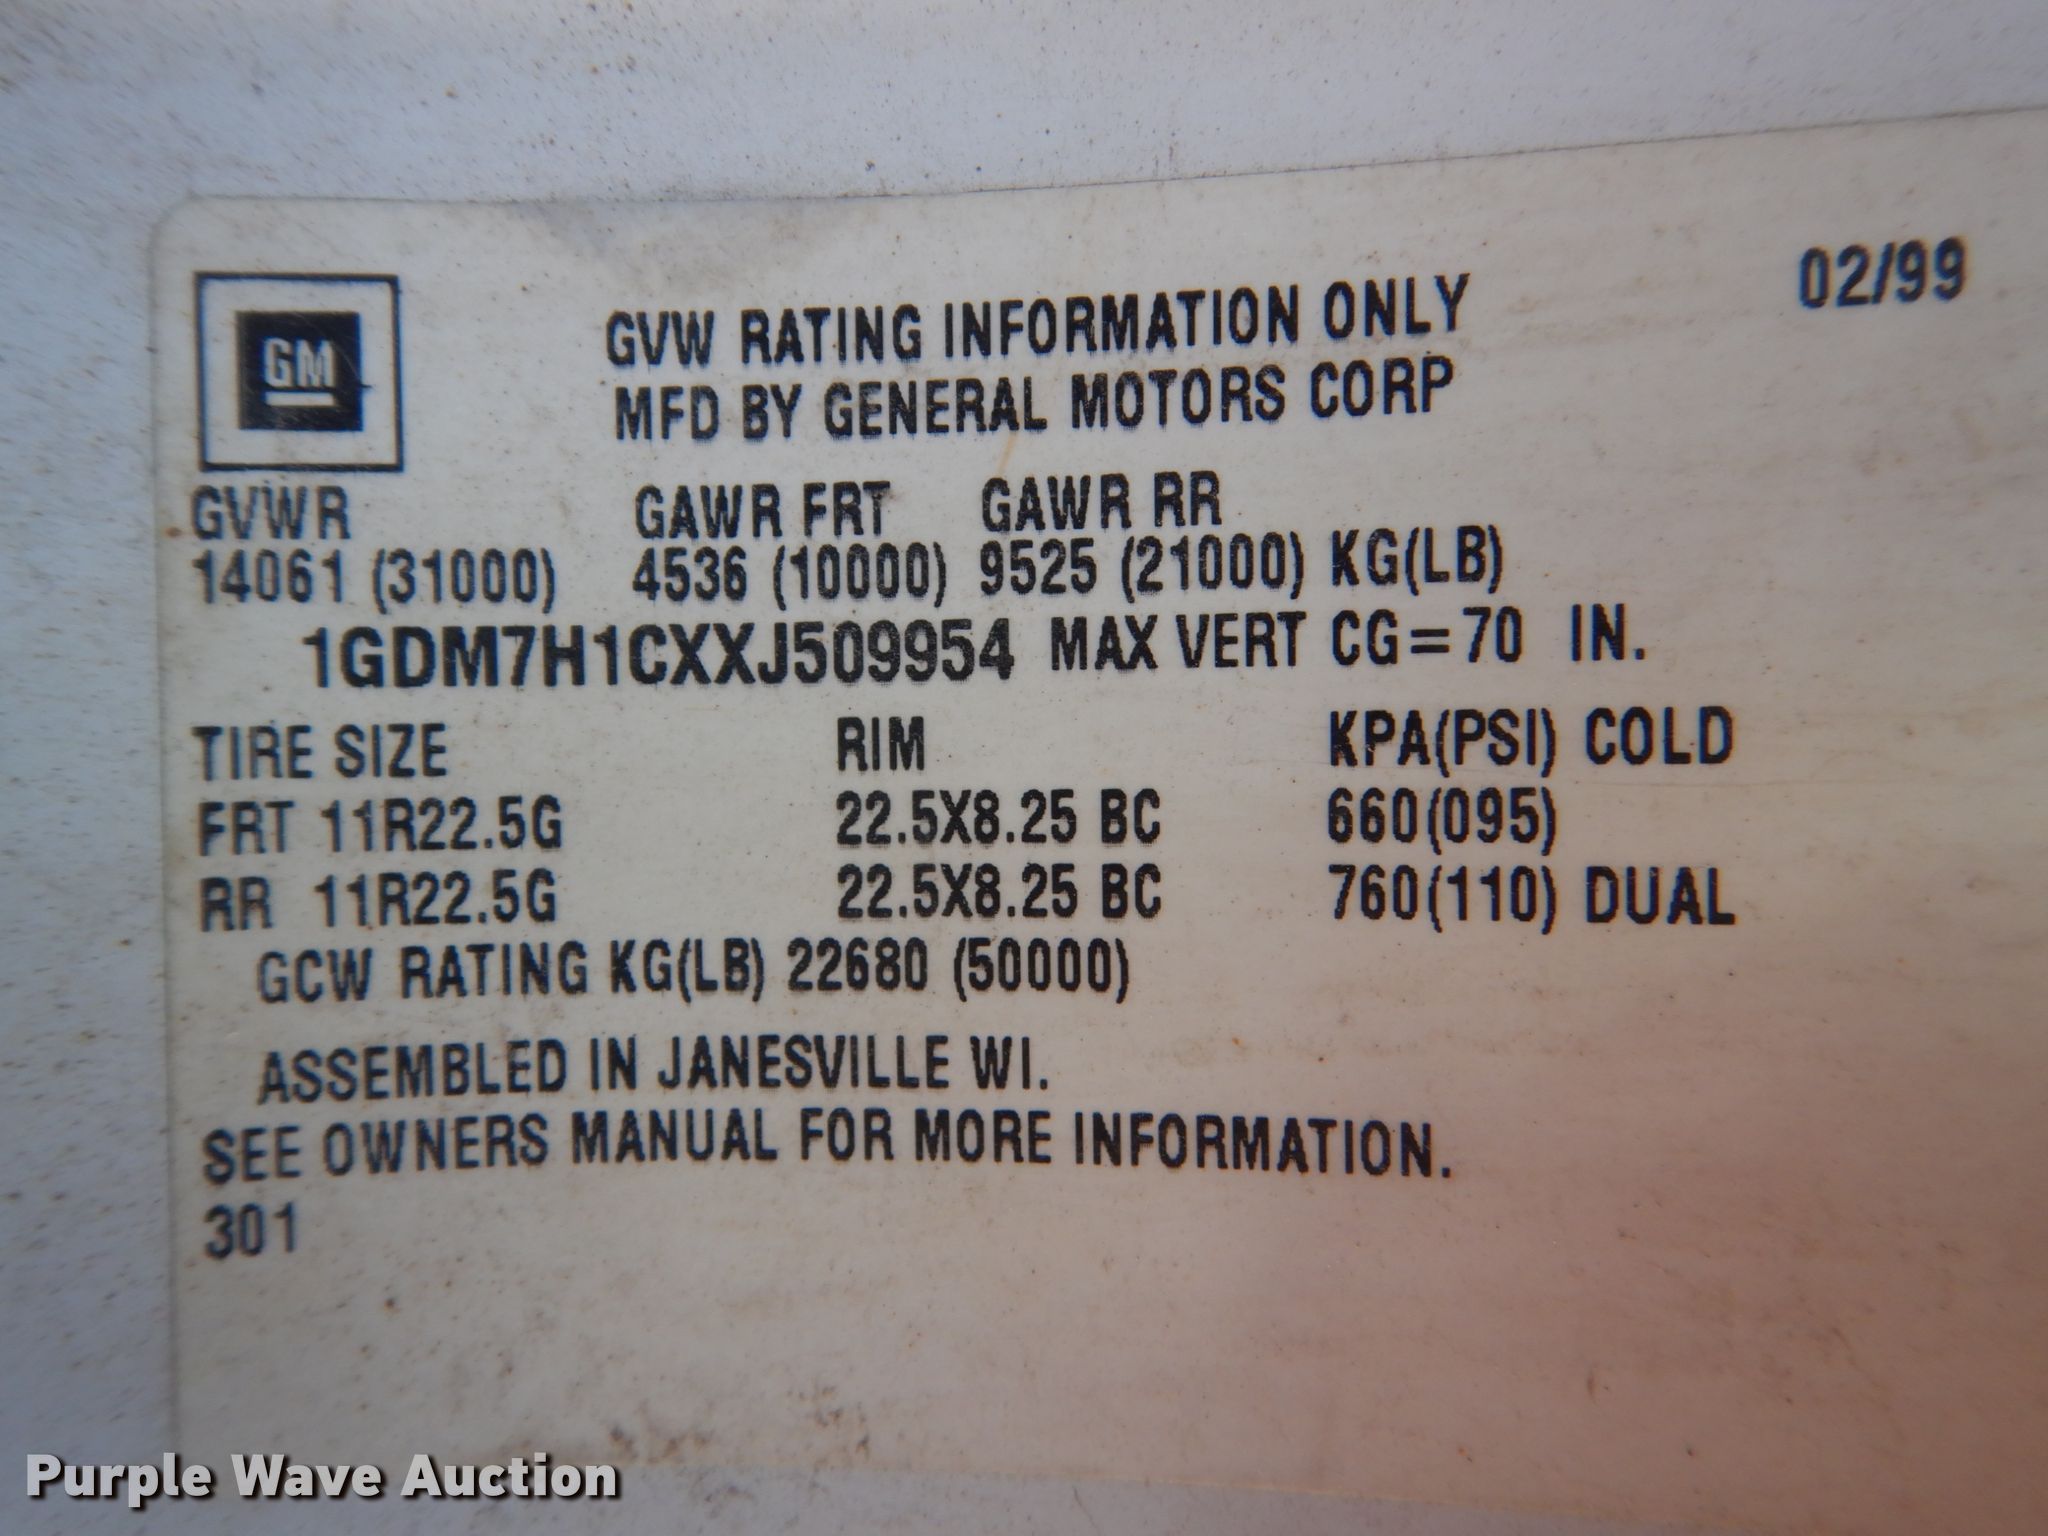 02/99
GM
GVW RATING INFORMATION ONLY
MFD BY GENERAL MOTORS CORP
GVWR GAWR FRT GAWR RR
14061 (31000) 4536 (10000) 9525 (21000) KG(LB)
1GDM7H1CXXJ509954 MAX VERT CG=70 IN.
TIRE SIZE RIM KPA(PSI) COLD
FRT 11R22.5G 22.5X8.25 BC 660(095)
RR 11R22.5G 22.5X8.25 BC 760(110) DUAL
GCW RATING KG(LB) 22680 (50000)
ASSEMBLED IN JANESVILLE WI.
SEE OWNERS MANUAL FOR MORE INFORMATION.
301
Purple Wave Auction